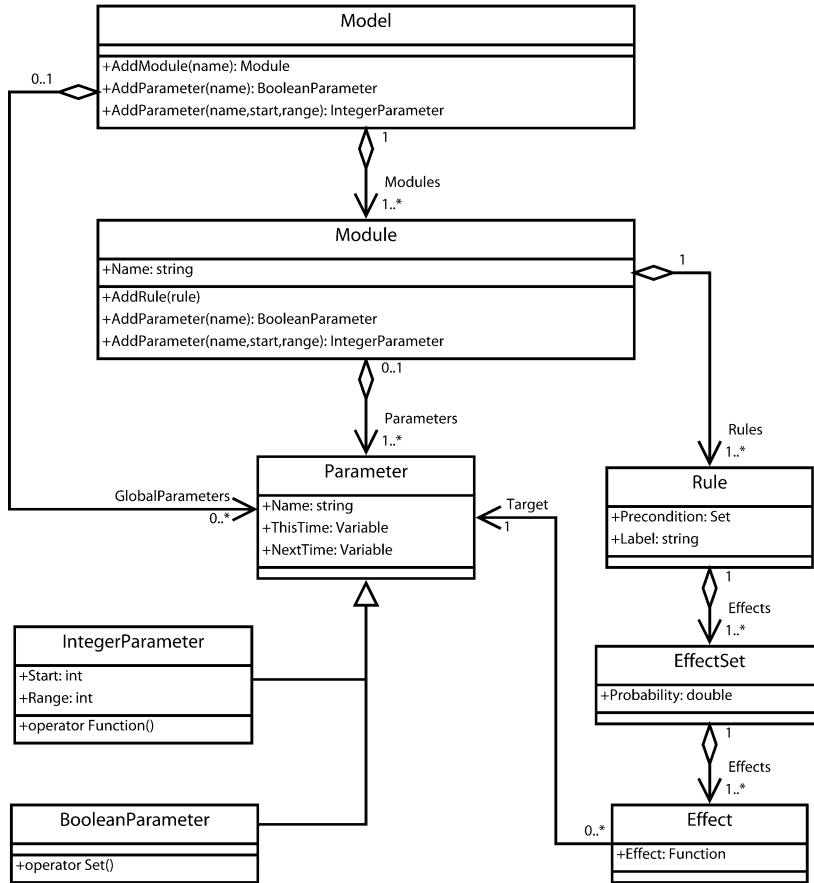 Model
+AddModule(name): Module
+AddParameter(name): BooleanParameter
+AddParameter(name,start,range): IntegerParameter
0..1
1
Modules
1..*
Module
+Name: string
+AddRule(rule)
+AddParameter(name): BooleanParameter
+AddParameter(name,start,range): IntegerParameter
1
0..1
Parameters
1..*
Rules
1..*
Parameter
+Name: string
+ThisTime: Variable
+NextTime: Variable
GlobalParameters
0..*
Target
1
Rule
+Precondition: Set
+Label: string
1
Effects
1..*
IntegerParameter
+Start: int
+Range: int
+operator Function()
EffectSet
+Probability: double
1
Effects
1..*
BooleanParameter
+operator Set()
0..*
Effect
+Effect: Function